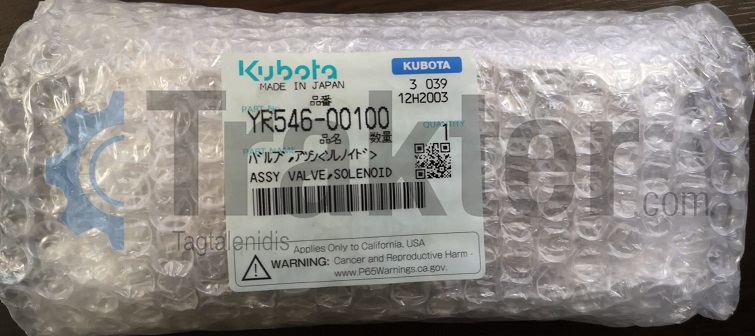 Kubota
KUBOTA
MADE IN JAPAN
3 039
12H2003
品番
PART No.
YR546-00100
品名
数量
QUANTITY
PART NAME
1
バルブ,アッシ<ソレノイド>
ASSY VALVE,SOLENOID
Trakter.com
Tagtalenidis
Applies Only to California, USA
WARNING: Cancer and Reproductive Harm -
www.P65Warnings.ca.gov.